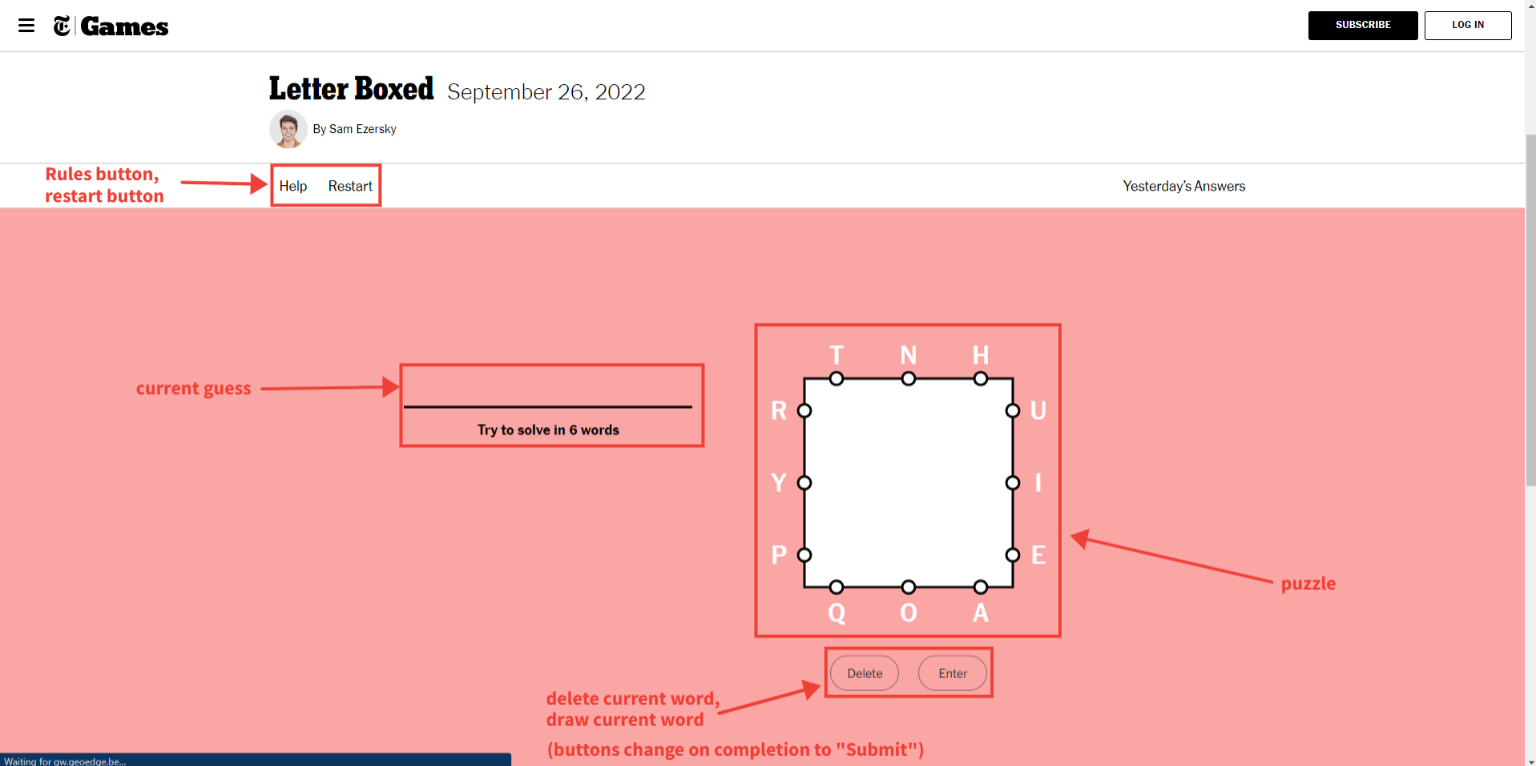 Games
SUBSCRIBE
LOG IN
Letter Boxed September 26, 2022
By Sam Ezersky
Rules button,
restart button
Help Restart
Yesterday's Answers
current guess
Try to solve in 6 words
T N H
R U
Y I
P E
Q O A
puzzle
Delete Enter
delete current word,
draw current word
(buttons change on completion to "Submit")
Waiting for gw.geoedge.be...